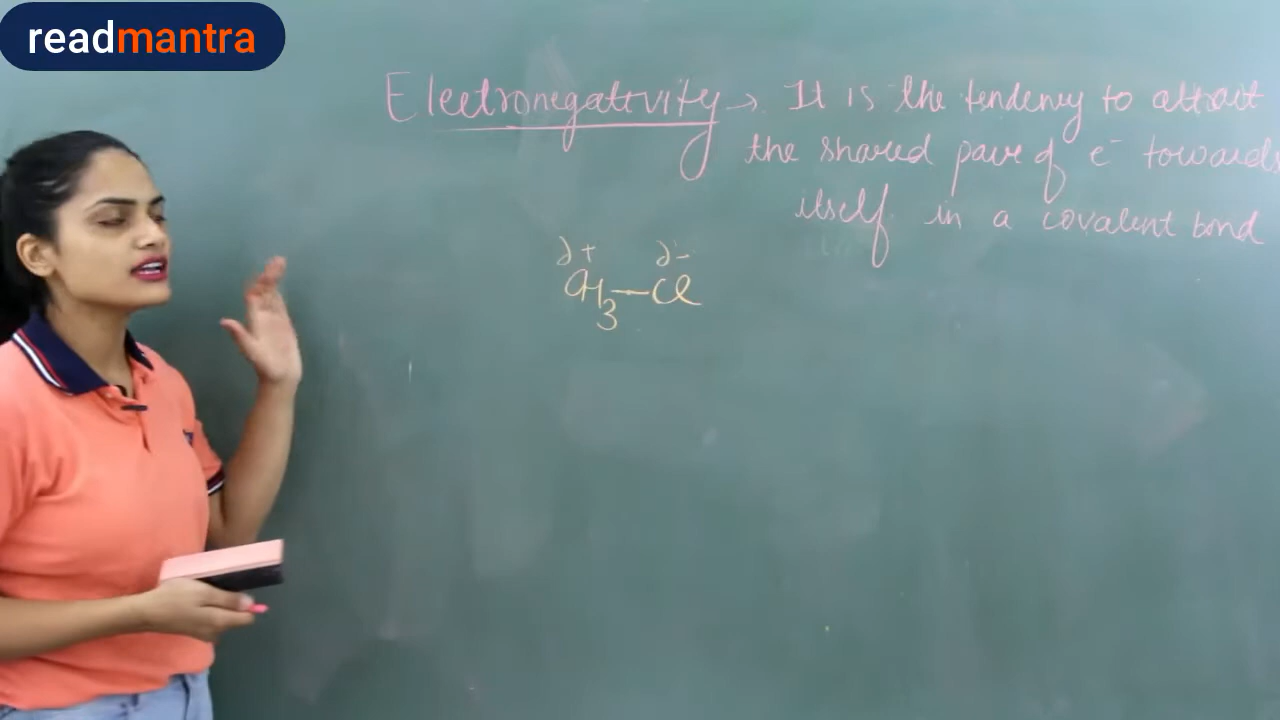 readmantra
Electronegativity → It is the tendency to attract
the shared pair of e⁻ towards
itself in a covalent bond
∂+ ∂-
CH₃—Cl